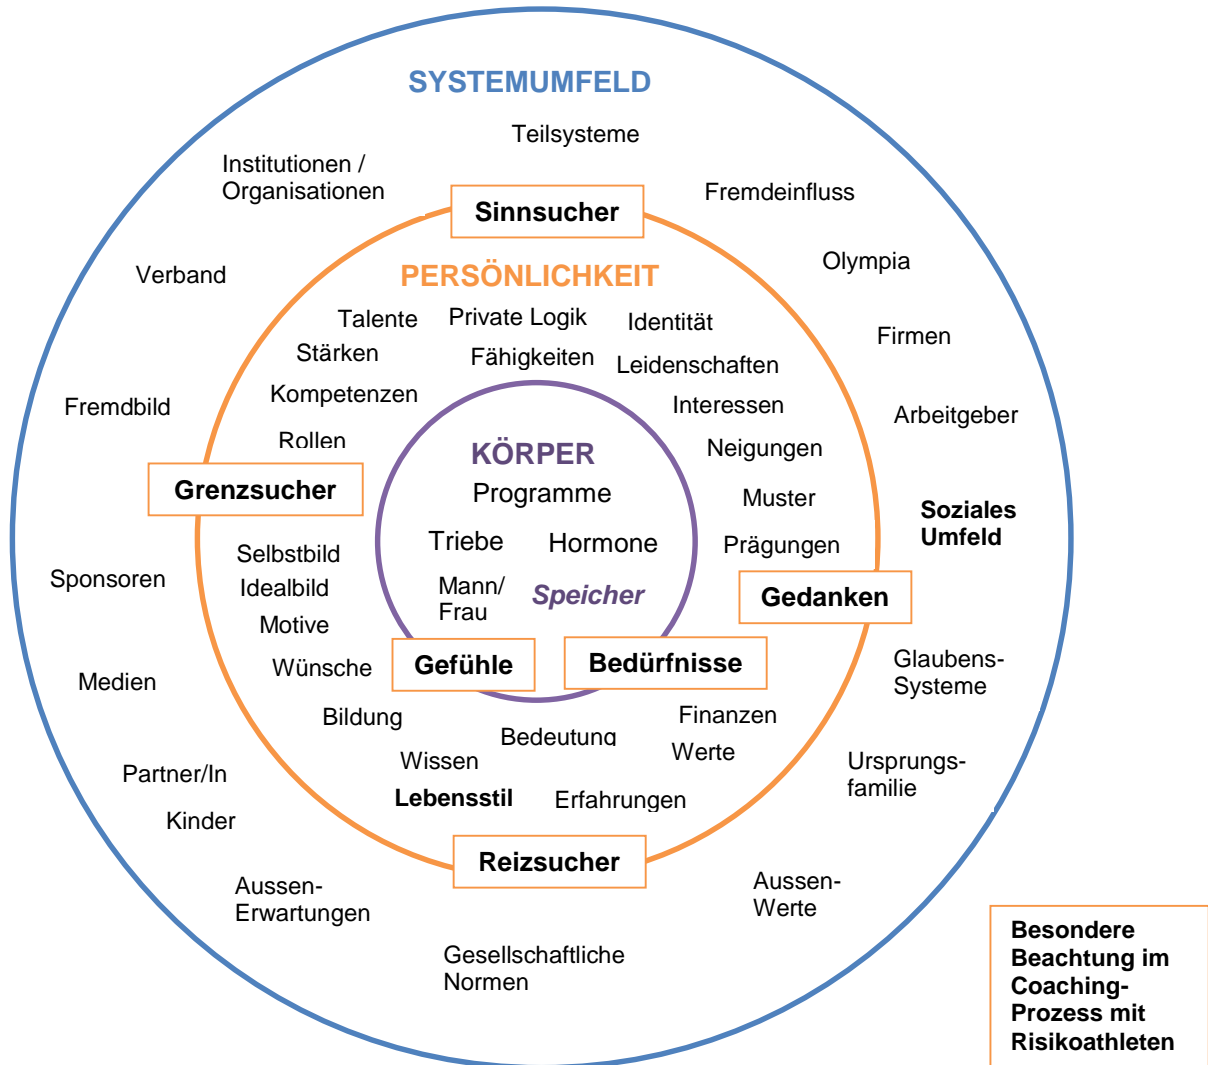 SYSTEMUMFELD
Teilsysteme
Institutionen /
Organisationen
Fremdeinfluss
Sinnsucher
Verband
Olympia
PERSÖNLICHKEIT
Talente
Private Logik
Identität
Firmen
Stärken
Fähigkeiten
Leidenschaften
Kompetenzen
Interessen
Fremdbild
Arbeitgeber
Rollen
Neigungen
KÖRPER
Grenzsucher
Programme
Muster
Soziales
Umfeld
Triebe
Hormone
Prägungen
Selbstbild
Idealbild
Sponsoren
Mann/
Frau
Speicher
Gedanken
Motive
Wünsche
Gefühle
Bedürfnisse
Glaubens-
Systeme
Medien
Bildung
Finanzen
Bedeutung
Werte
Wissen
Ursprungs-
familie
Partner/In
Lebensstil
Erfahrungen
Kinder
Reizsucher
Aussen-
Erwartungen
Aussen-
Werte
Gesellschaftliche
Normen
Besondere
Beachtung im
Coaching-
Prozess mit
Risikoathleten